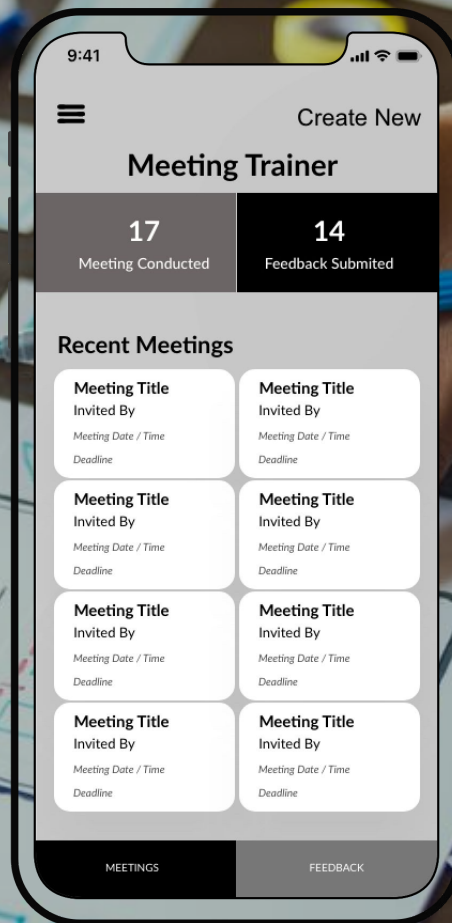 9:41
Create New
Meeting Trainer
17
Meeting Conducted
14
Feedback Submited
Recent Meetings
Meeting Title
Invited By
Meeting Date / Time
Deadline
Meeting Title
Invited By
Meeting Date / Time
Deadline
Meeting Title
Invited By
Meeting Date / Time
Deadline
Meeting Title
Invited By
Meeting Date / Time
Deadline
Meeting Title
Invited By
Meeting Date / Time
Deadline
Meeting Title
Invited By
Meeting Date / Time
Deadline
Meeting Title
Invited By
Meeting Date / Time
Deadline
Meeting Title
Invited By
Meeting Date / Time
Deadline
MEETINGS
FEEDBACK